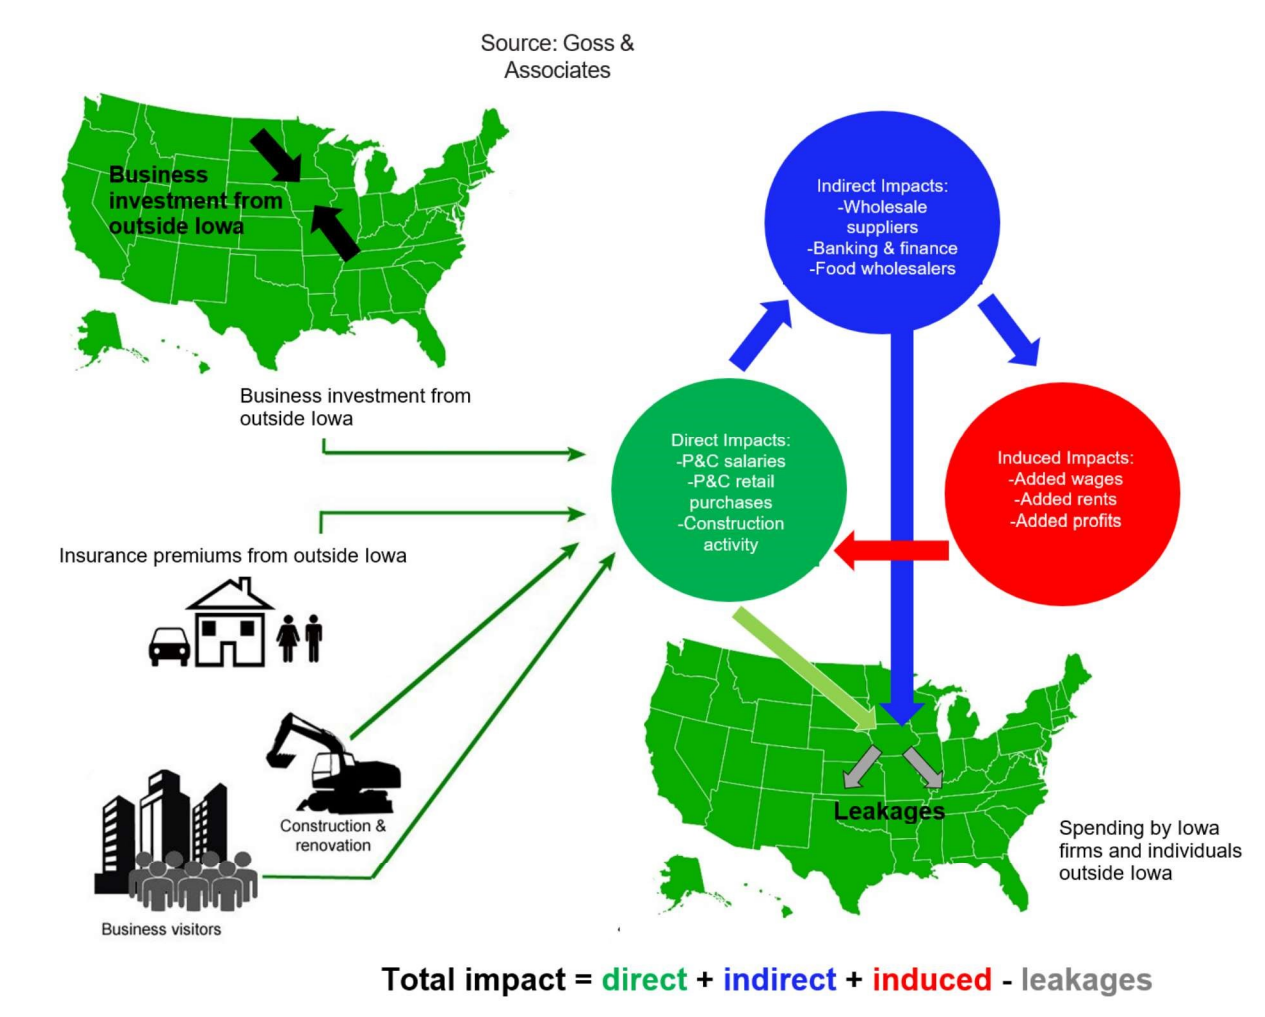 Source: Goss &
Associates
Business
investment from
outside Iowa
Business investment from
outside Iowa
Insurance premiums from outside Iowa
Construction &
renovation
Business visitors
Indirect Impacts:
-Wholesale
suppliers
-Banking & finance
-Food wholesalers
Direct Impacts:
-P&C salaries
-P&C retail
purchases
-Construction
activity
Induced Impacts:
-Added wages
-Added rents
-Added profits
Leakages
Spending by Iowa
firms and individuals
outside Iowa
Total impact = direct + indirect + induced - leakages